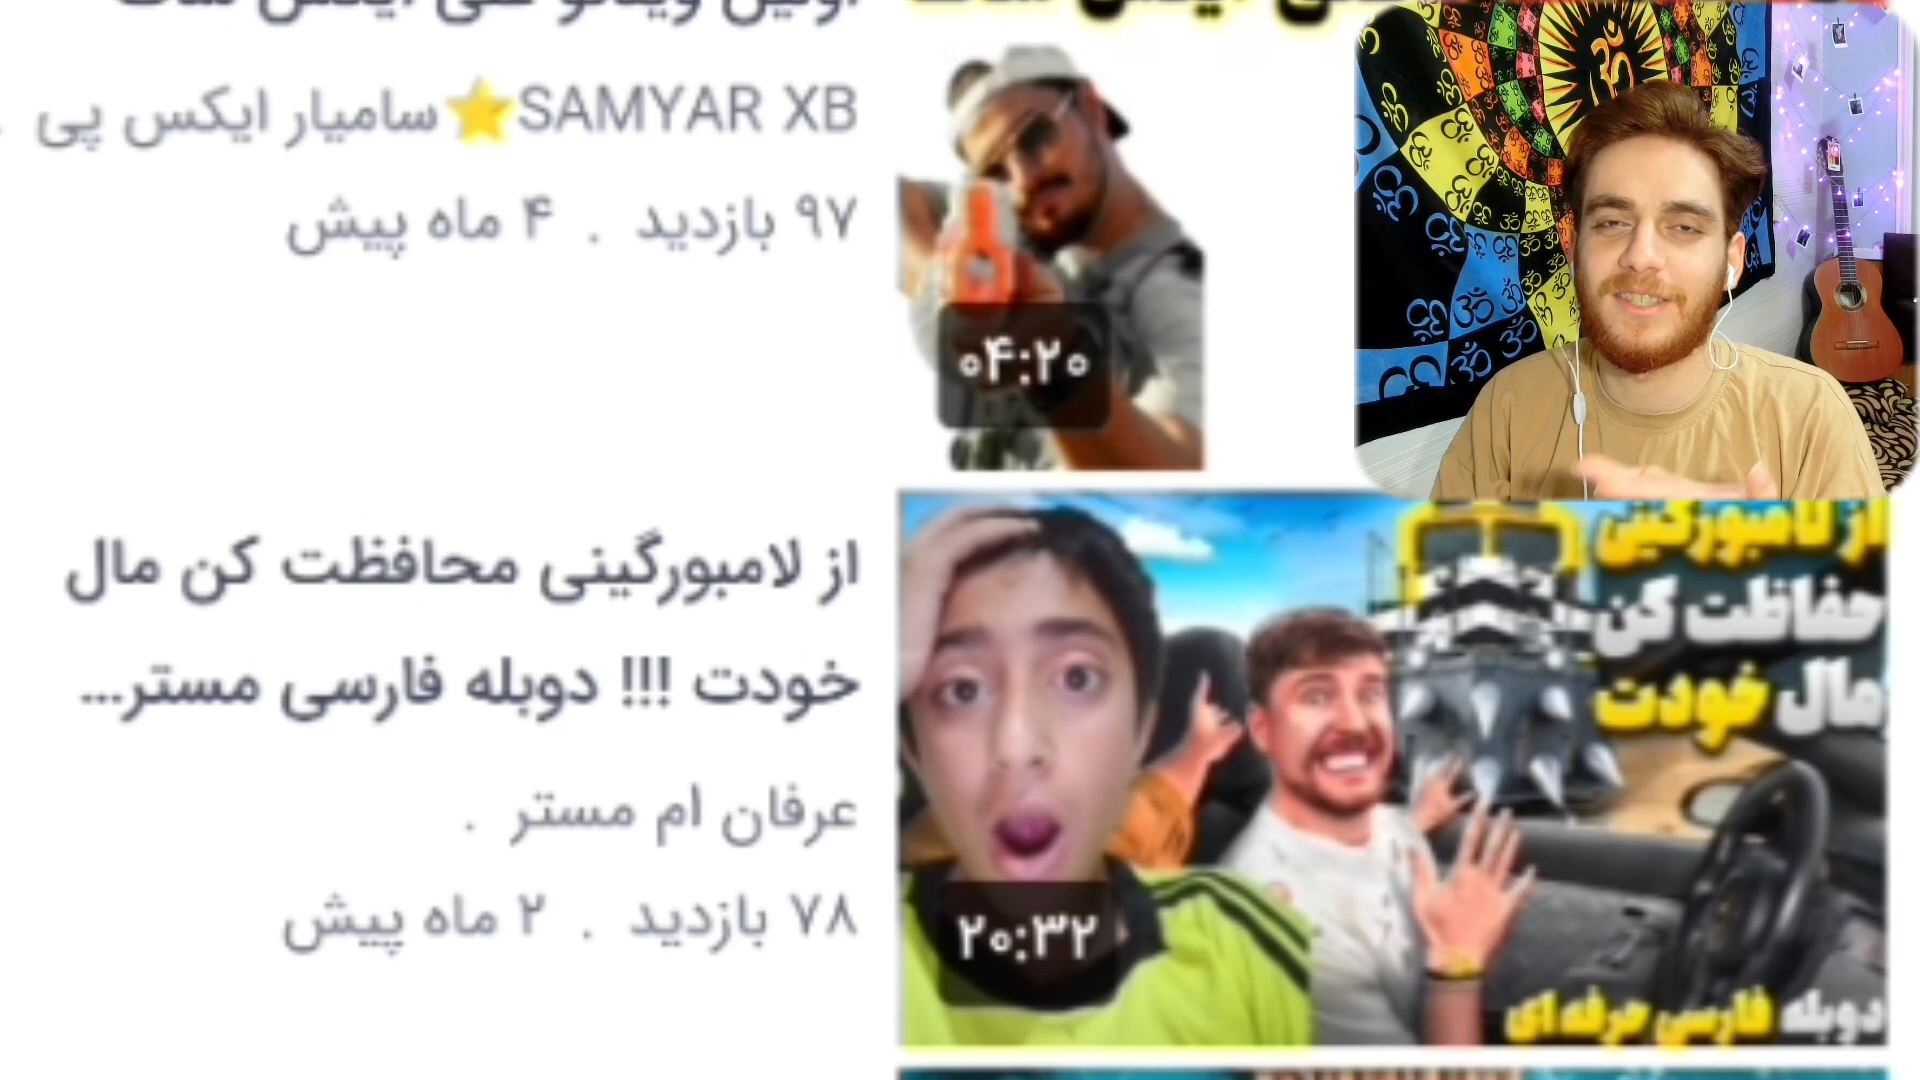 SAMYAR XB⭐سامیار ایکس پی .
۹۷ بازدید . ۴ ماه پیش
۰۴:۲۰
از لامبورگینی محافظت کن مال
خودت !!! دوبله فارسی مستر...
عرفان ام مستر .
۷۸ بازدید . ۲ ماه پیش
از لامبورگینی
حفاظت کن
مال خودت
۲۰:۳۲
دوبله فارسی حرفه ای